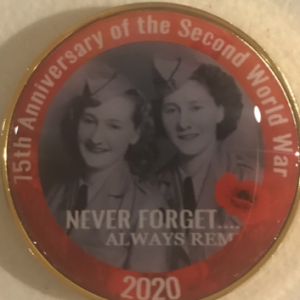 75th Anniversary of the Second World War
NEVER FORGET....
ALWAYS REM
2020